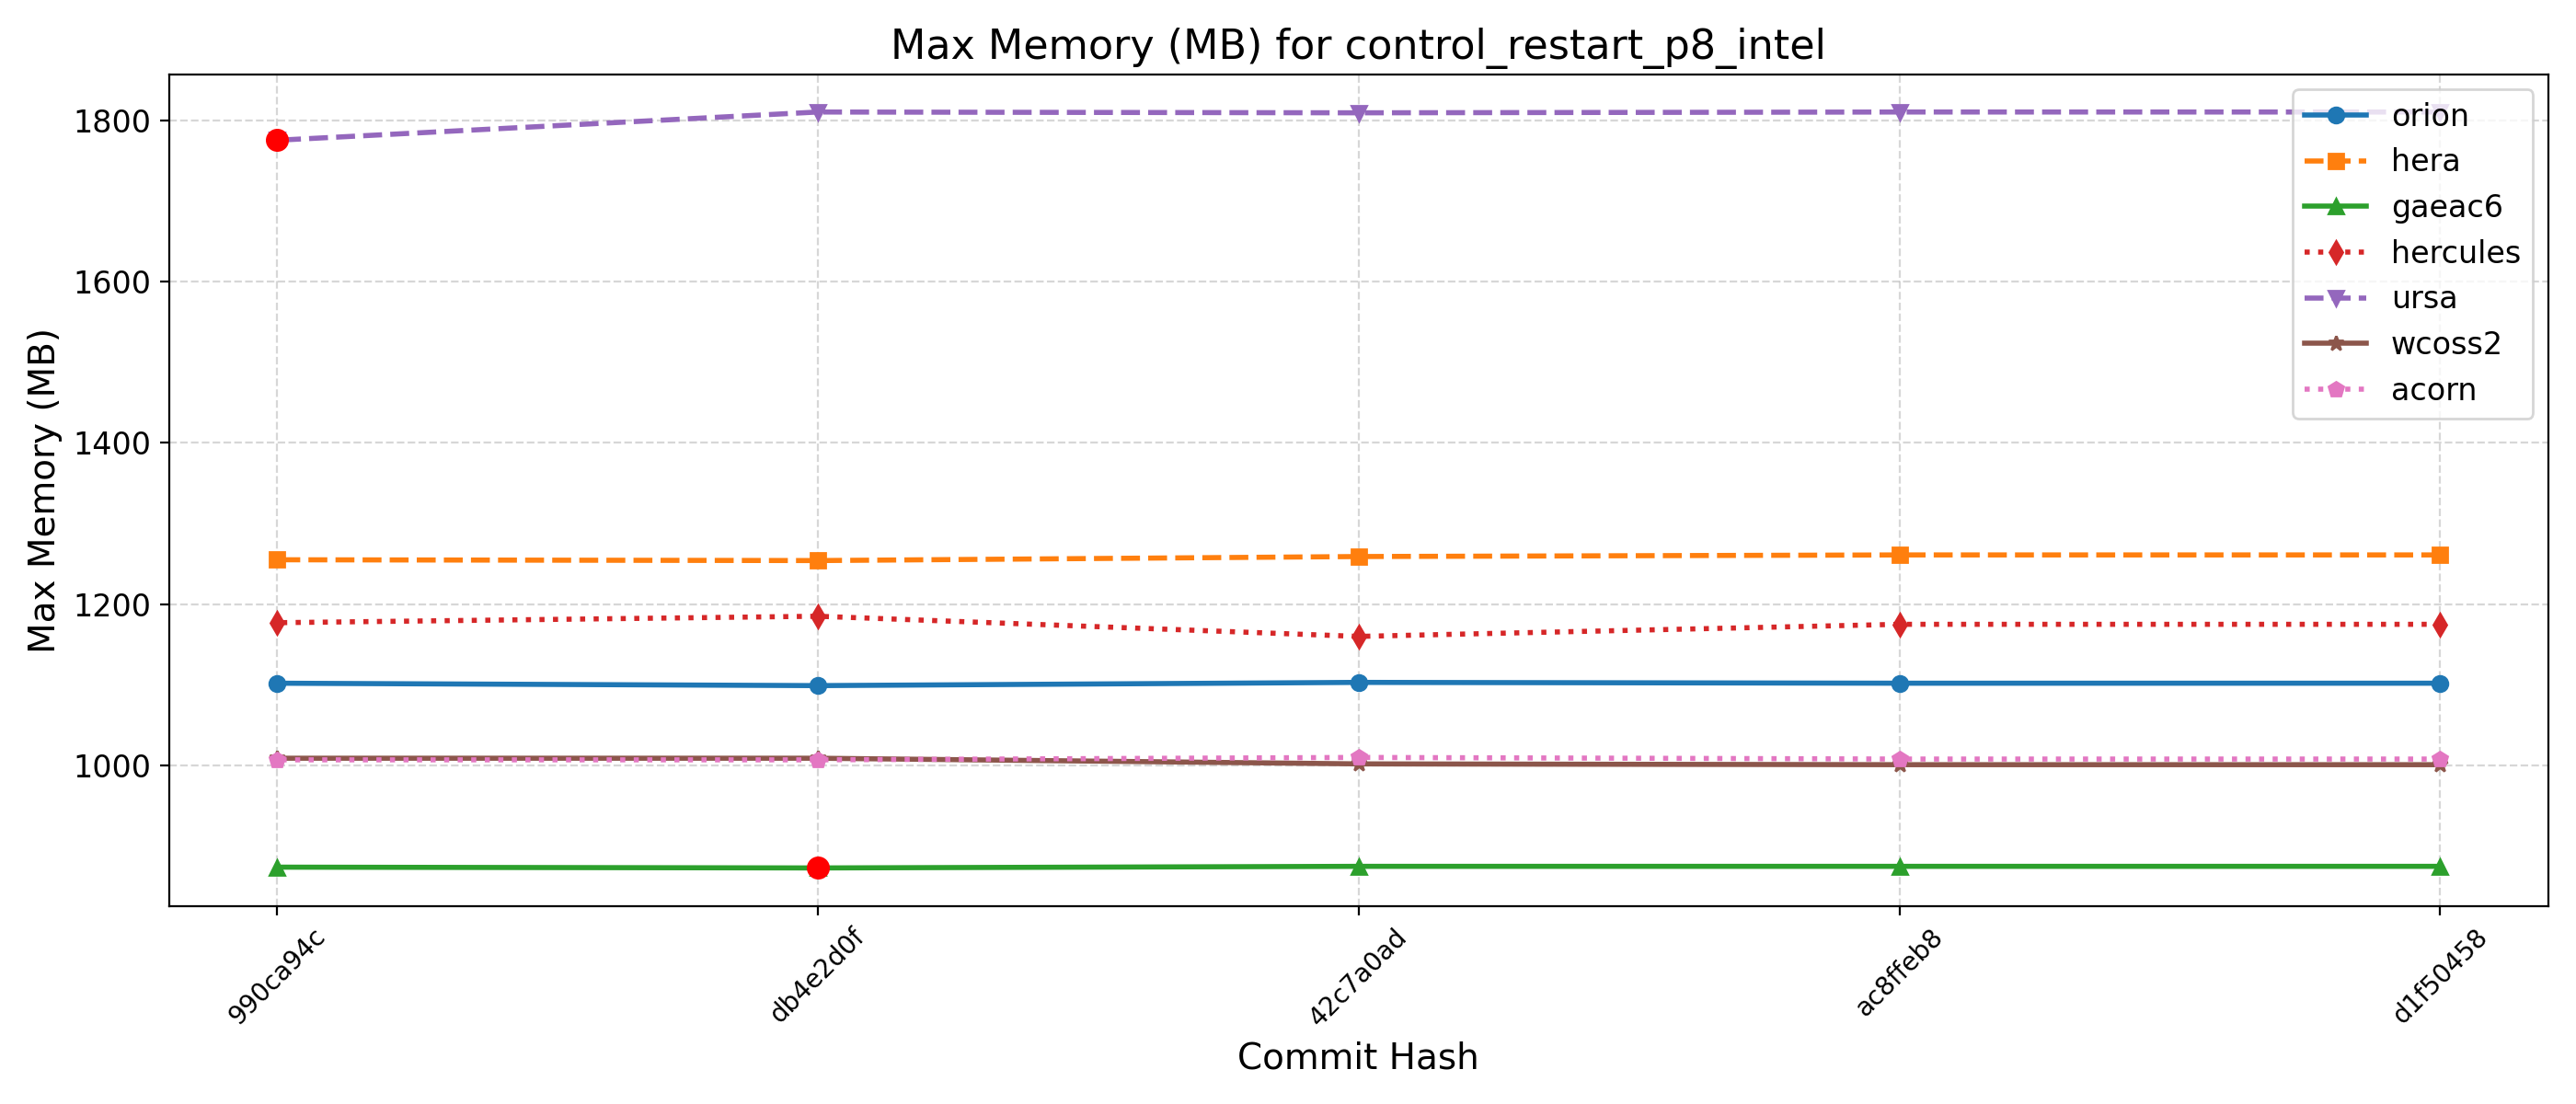 Max Memory (MB) for control_restart_p8_intel
Max Memory (MB)
1800
1600
1400
1200
1000
orion
hera
gaeac6
hercules
ursa
wcoss2
acorn
990ca94c
db4e2d0f
42c7a0ad
ac8ffeb8
d1f50458
Commit Hash